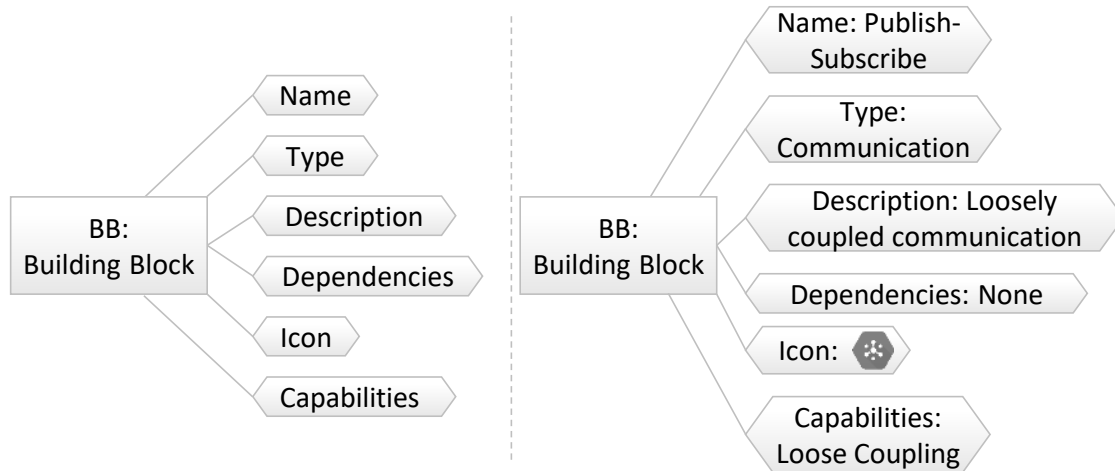 Name
Type
BB:
Building Block
Description
Dependencies
Icon
Capabilities
Name: Publish-
Subscribe
Type:
Communication
BB:
Building Block
Description: Loosely
coupled communication
Dependencies: None
Icon:
Capabilities:
Loose Coupling